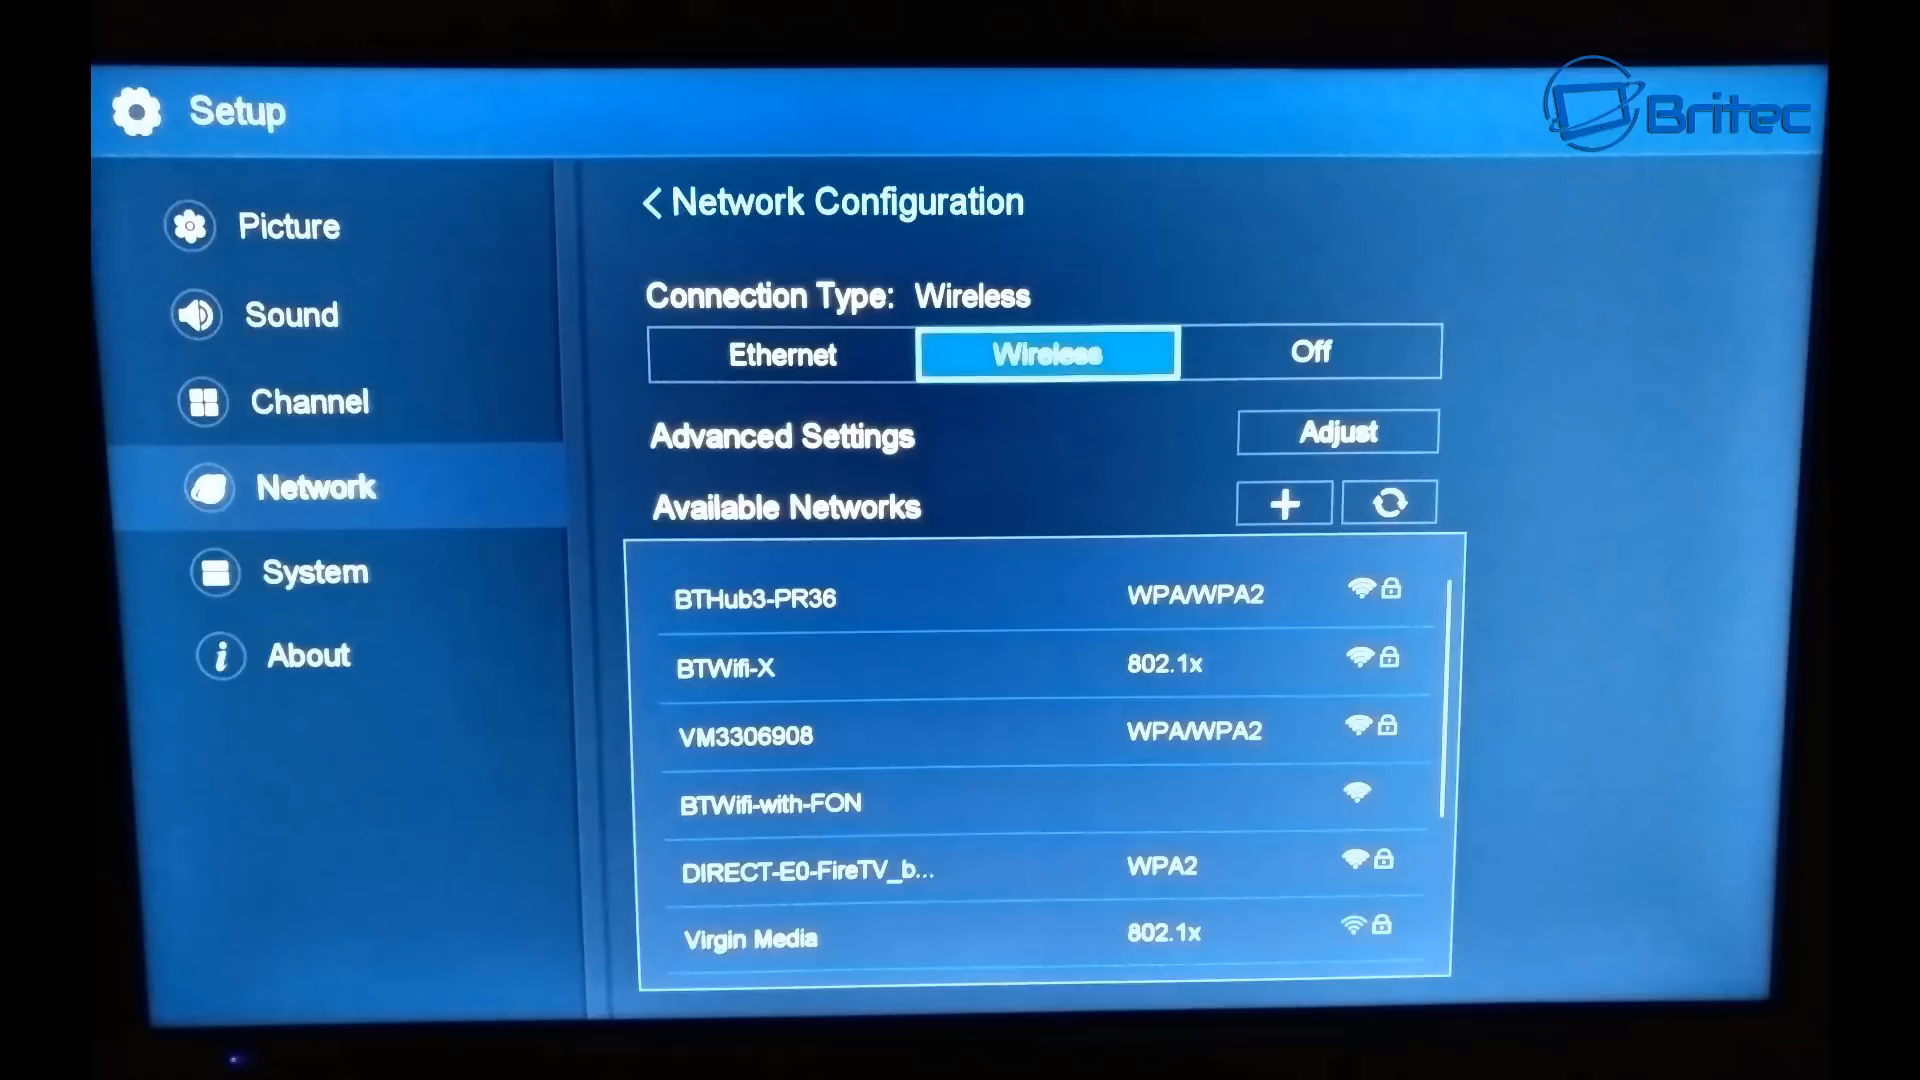 Setup
Britec
Picture
Sound
Channel
Network
System
About
Network Configuration
Connection Type: Wireless
Ethernet Wireless Off
Advanced Settings Adjust
Available Networks
BTHub3-PR36 WPA/WPA2
BTWifi-X 802.1x
VM3306908 WPA/WPA2
BTWifi-with-FON
DIRECT-E0-FireTV_b...
WPA2
Virgin Media 802.1x